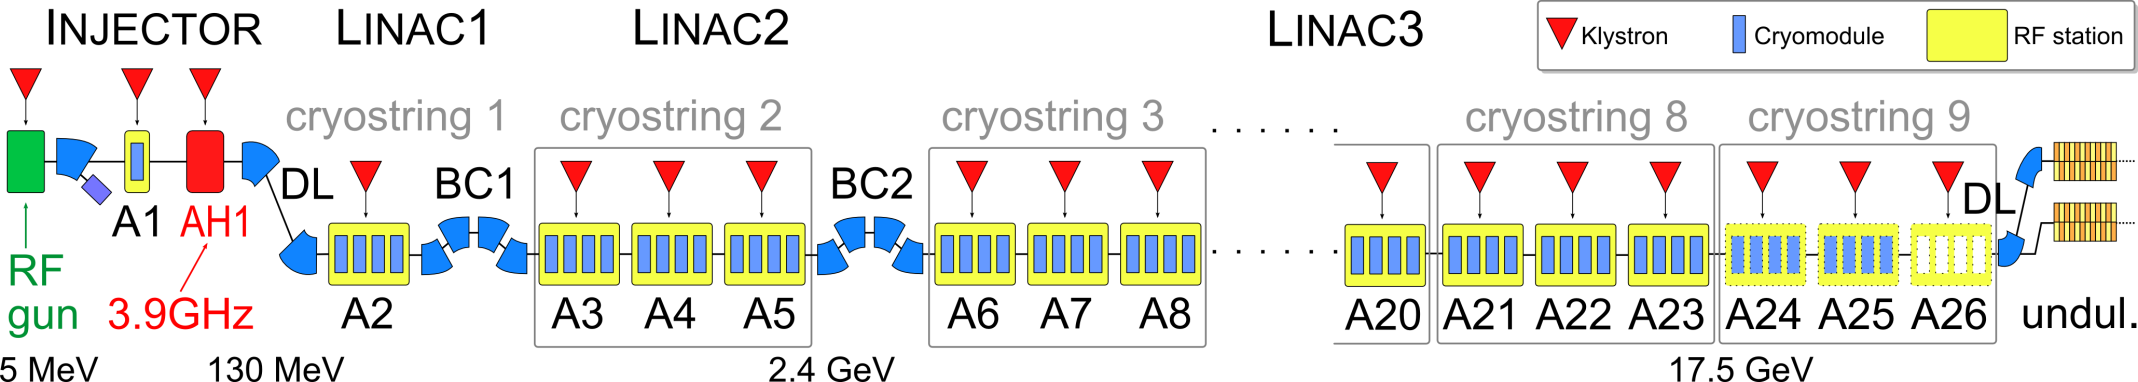 INJECTOR
LINAC1
LINAC2
LINAC3
Klystron
Cryomodule
RF station
cryostring 1
cryostring 2
cryostring 3
. . . . . .
cryostring 8
cryostring 9
A1
AH1
DL
BC1
BC2
DL
. . . . . .
RF
gun
3.9GHz
A2
A3
A4
A5
A6
A7
A8
A20
A21
A22
A23
A24
A25
A26
undul.
5 MeV
130 MeV
2.4 GeV
17.5 GeV